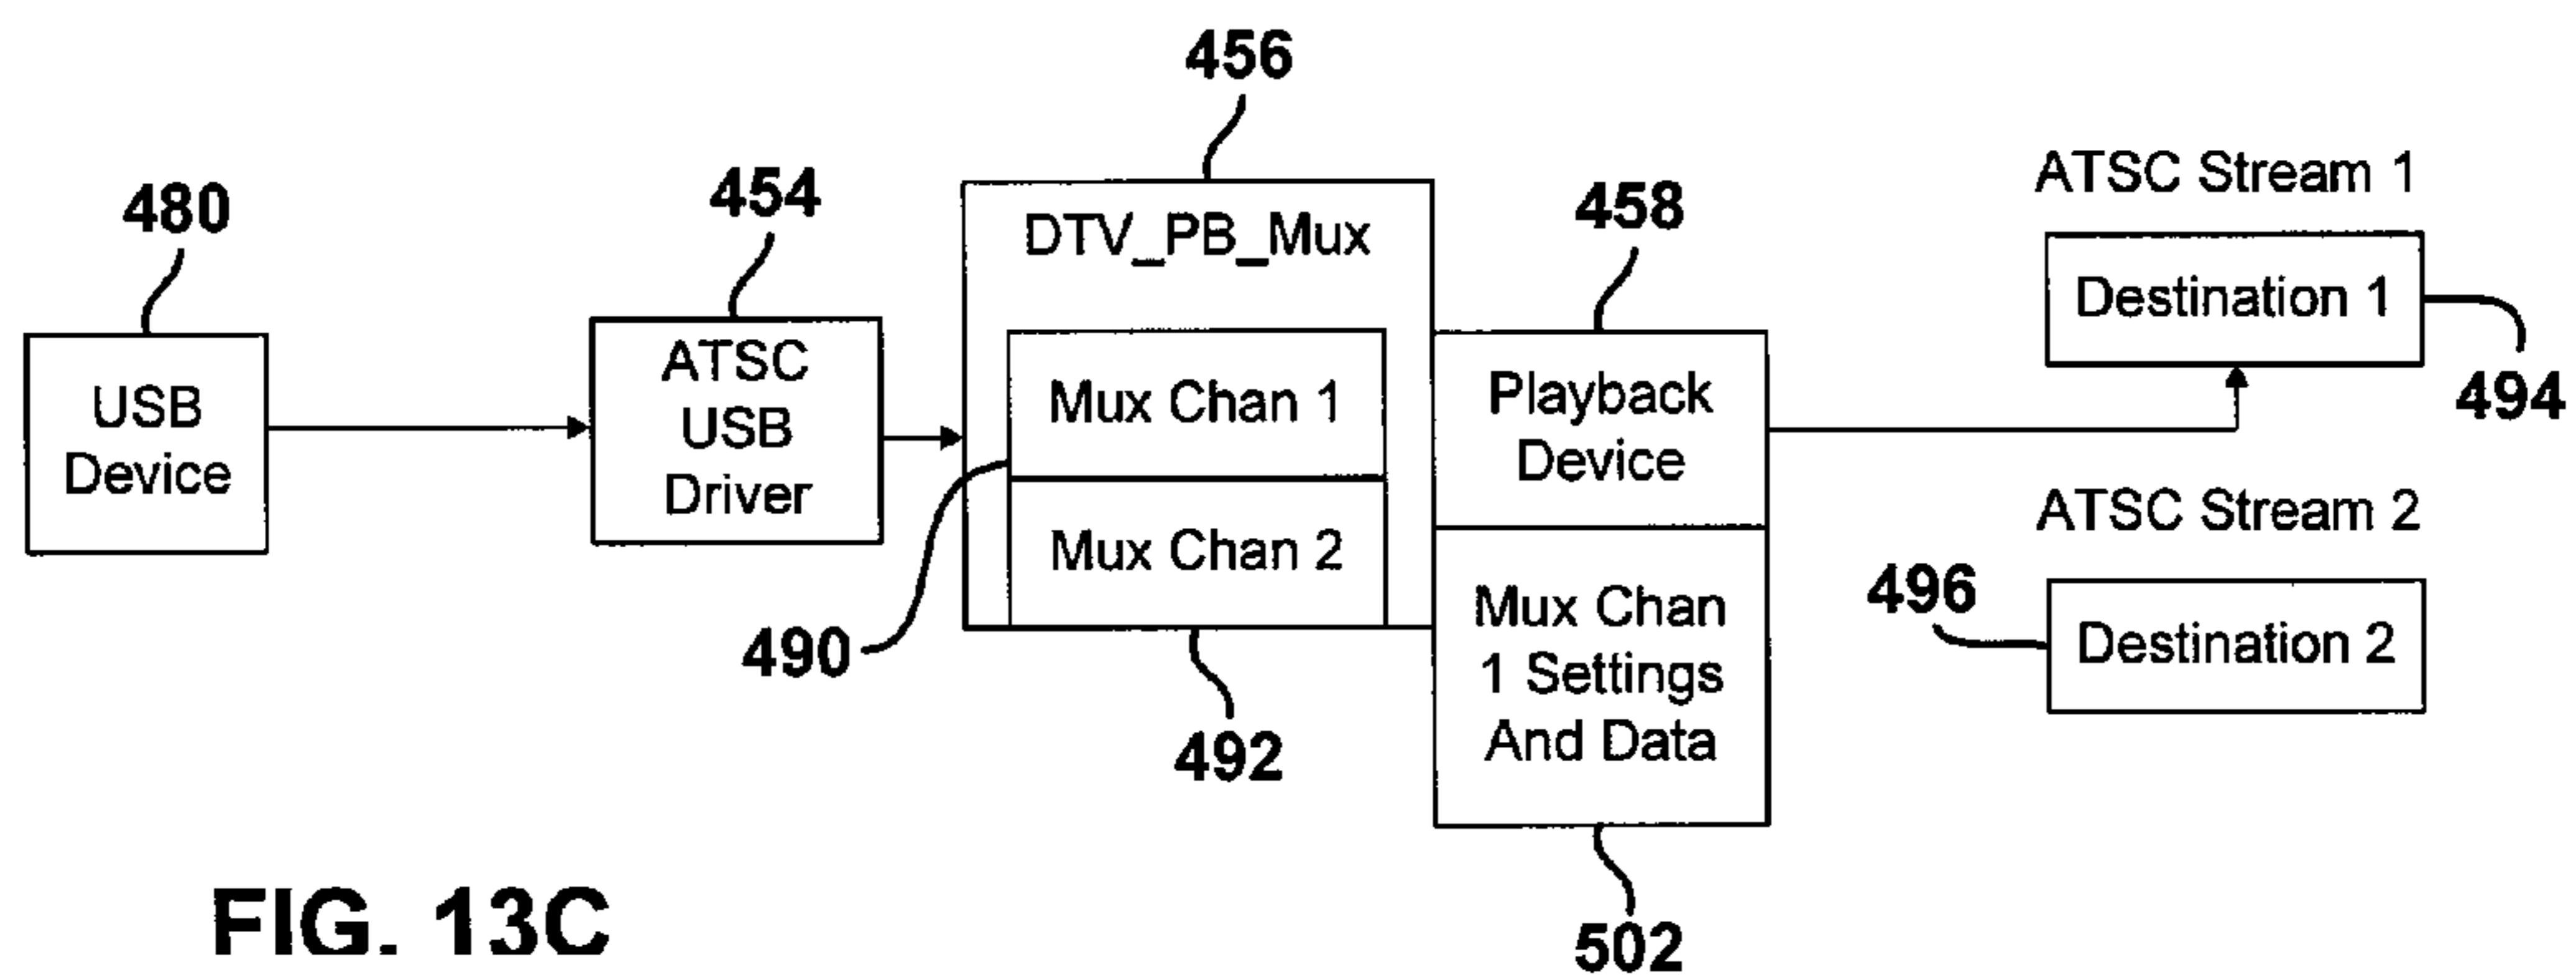 456
454
480
DTV_PB_Mux
458
ATSC Stream 1
Destination 1
494
USB
Device
ATSC
USB
Driver
Mux Chan 1
Mux Chan 2
490
492
Playback
Device
Mux Chan
1 Settings
And Data
502
ATSC Stream 2
496
Destination 2
FIG. 13C